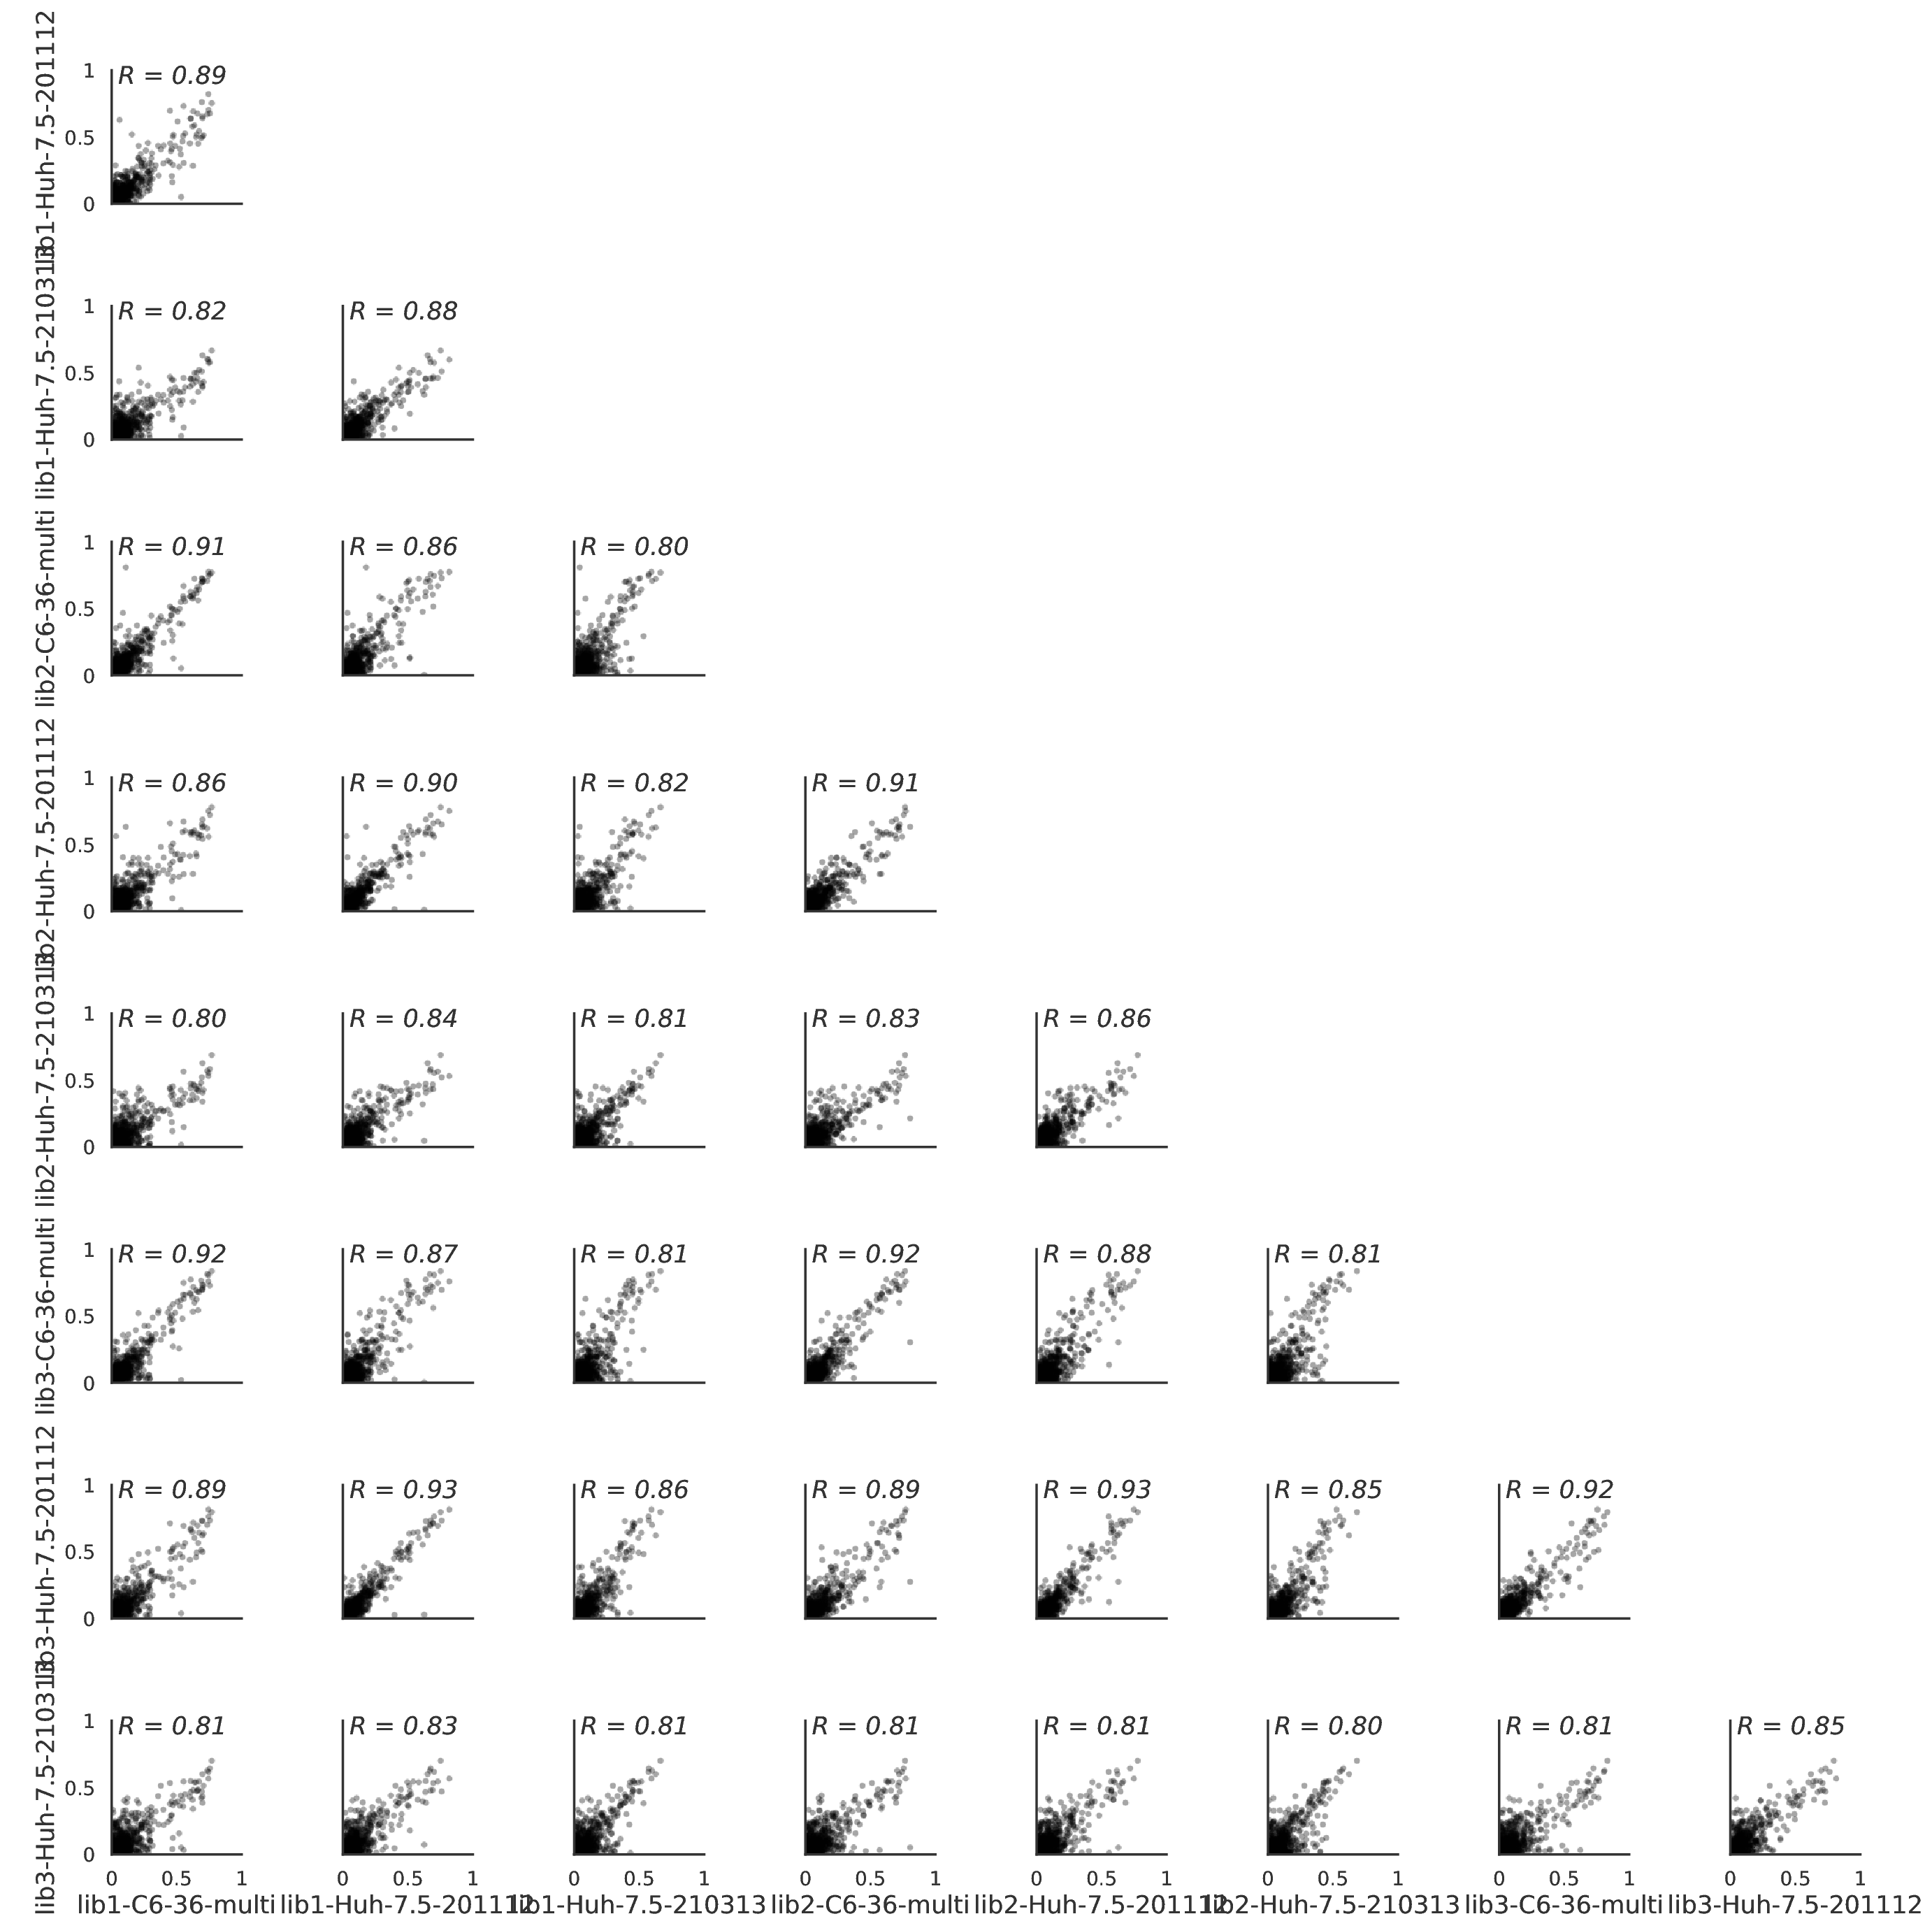 lib1-Huh-7.5-201112
1
R = 0.89
0.5
0
lib1-Huh-7.5-210313
1
R = 0.82
R = 0.88
0.5
0
lib2-C6-36-multi
1
R = 0.91
R = 0.86
R = 0.80
0.5
0
lib2-Huh-7.5-201112
1
R = 0.86
R = 0.90
R = 0.82
R = 0.91
0.5
0
lib2-Huh-7.5-210313
1
R = 0.80
R = 0.84
R = 0.81
R = 0.83
R = 0.86
0.5
0
lib3-C6-36-multi
1
R = 0.92
R = 0.87
R = 0.81
R = 0.92
R = 0.88
R = 0.81
0.5
0
lib3-Huh-7.5-201112
1
R = 0.89
R = 0.93
R = 0.86
R = 0.89
R = 0.93
R = 0.85
R = 0.92
0.5
0
lib3-Huh-7.5-210313
1
R = 0.81
R = 0.83
R = 0.81
R = 0.81
R = 0.81
R = 0.80
R = 0.81
R = 0.85
0.5
0
0 0.5 1
0 0.5 1
0 0.5 1
0 0.5 1
0 0.5 1
0 0.5 1
0 0.5 1
0 0.5 1
lib1-C6-36-multi
lib1-Huh-7.5-201112
lib1-Huh-7.5-210313
lib2-C6-36-multi
lib2-Huh-7.5-201112
lib2-Huh-7.5-210313
lib3-C6-36-multi
lib3-Huh-7.5-201112